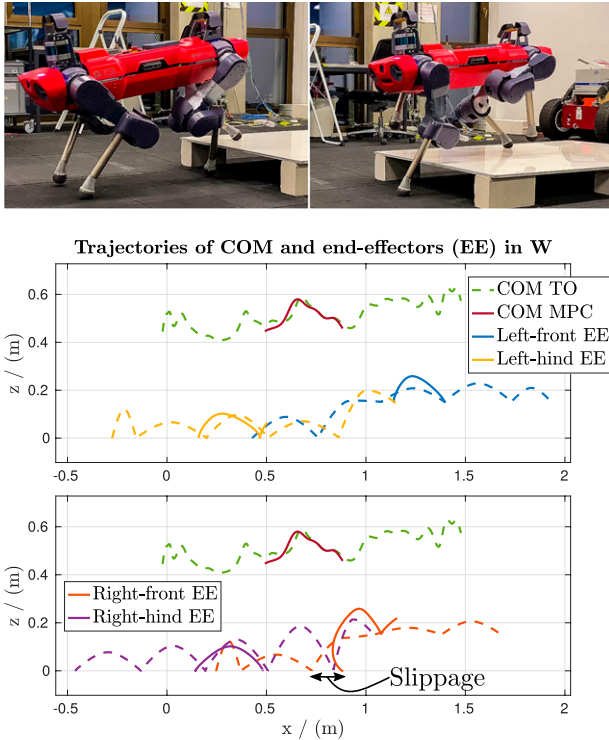 Trajectories of COM and end-effectors (EE) in W
z / (m)
0.6
0.4
0.2
0
-0.5 0 0.5 1 1.5 2
COM TO
COM MPC
Left-front EE
Left-hind EE
z / (m)
0.6
0.4
0.2
0
Right-front EE
Right-hind EE
Slippage
-0.5 0 0.5 1 1.5 2
x / (m)